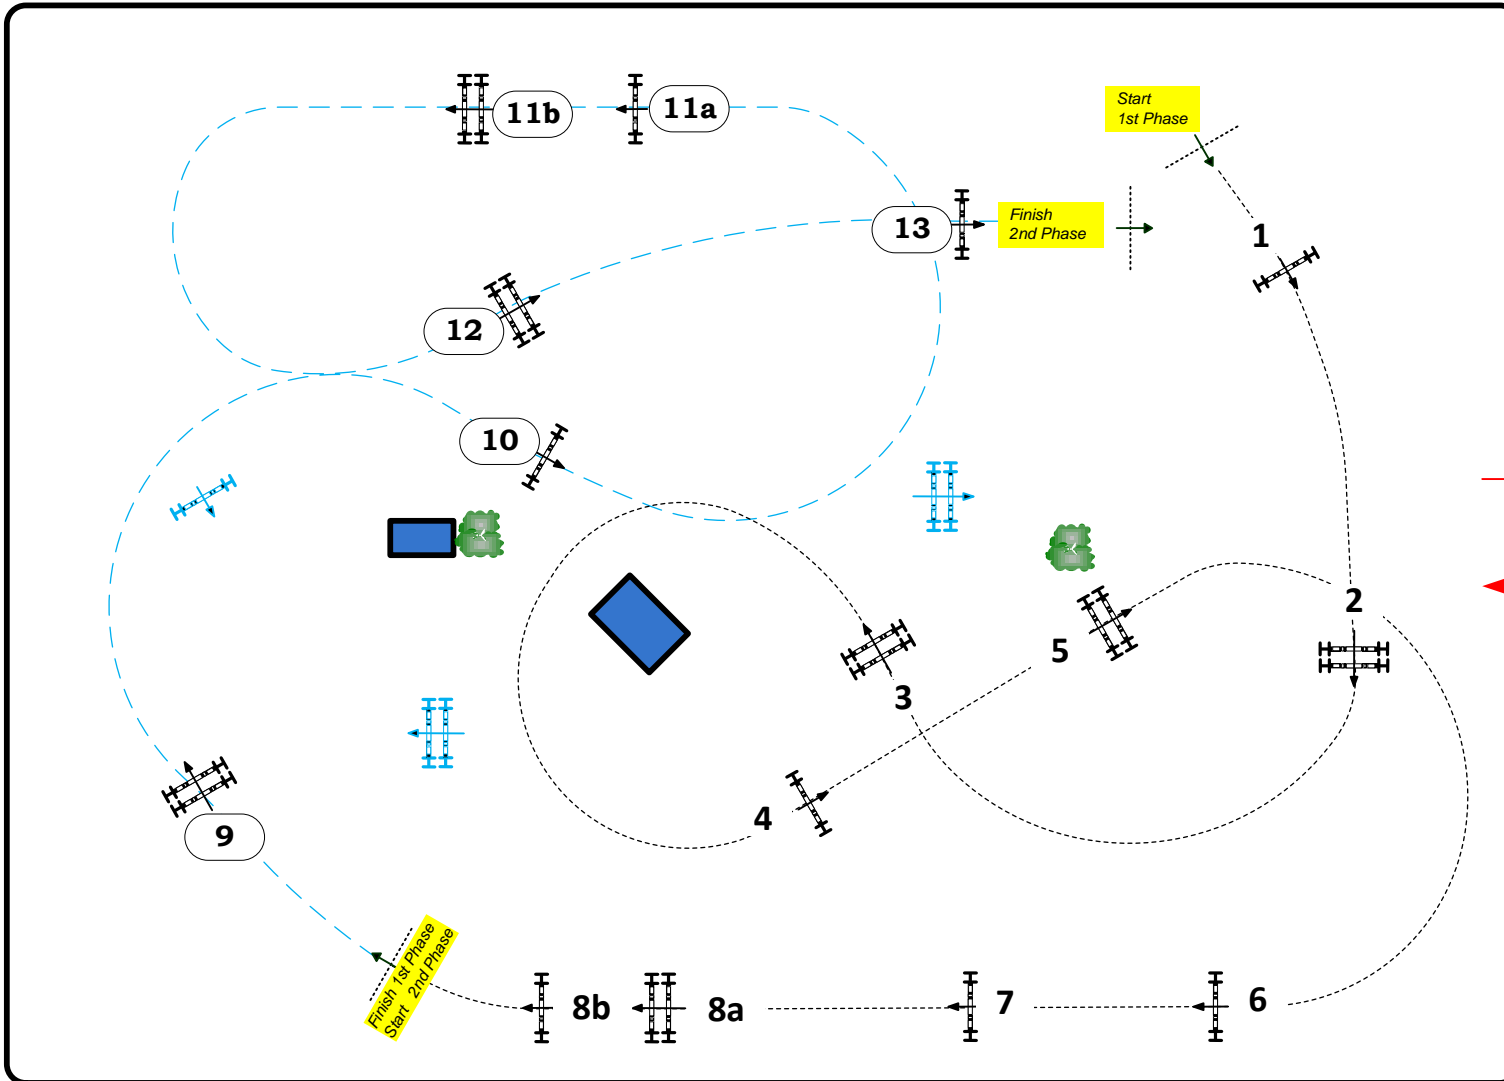 Start
1st Phase
11b
11a
13
Finish
2nd Phase
1
12
10
2
5
3
4
9
Finish 1st Phase
Start 2nd Phase
8b
8a
7
6